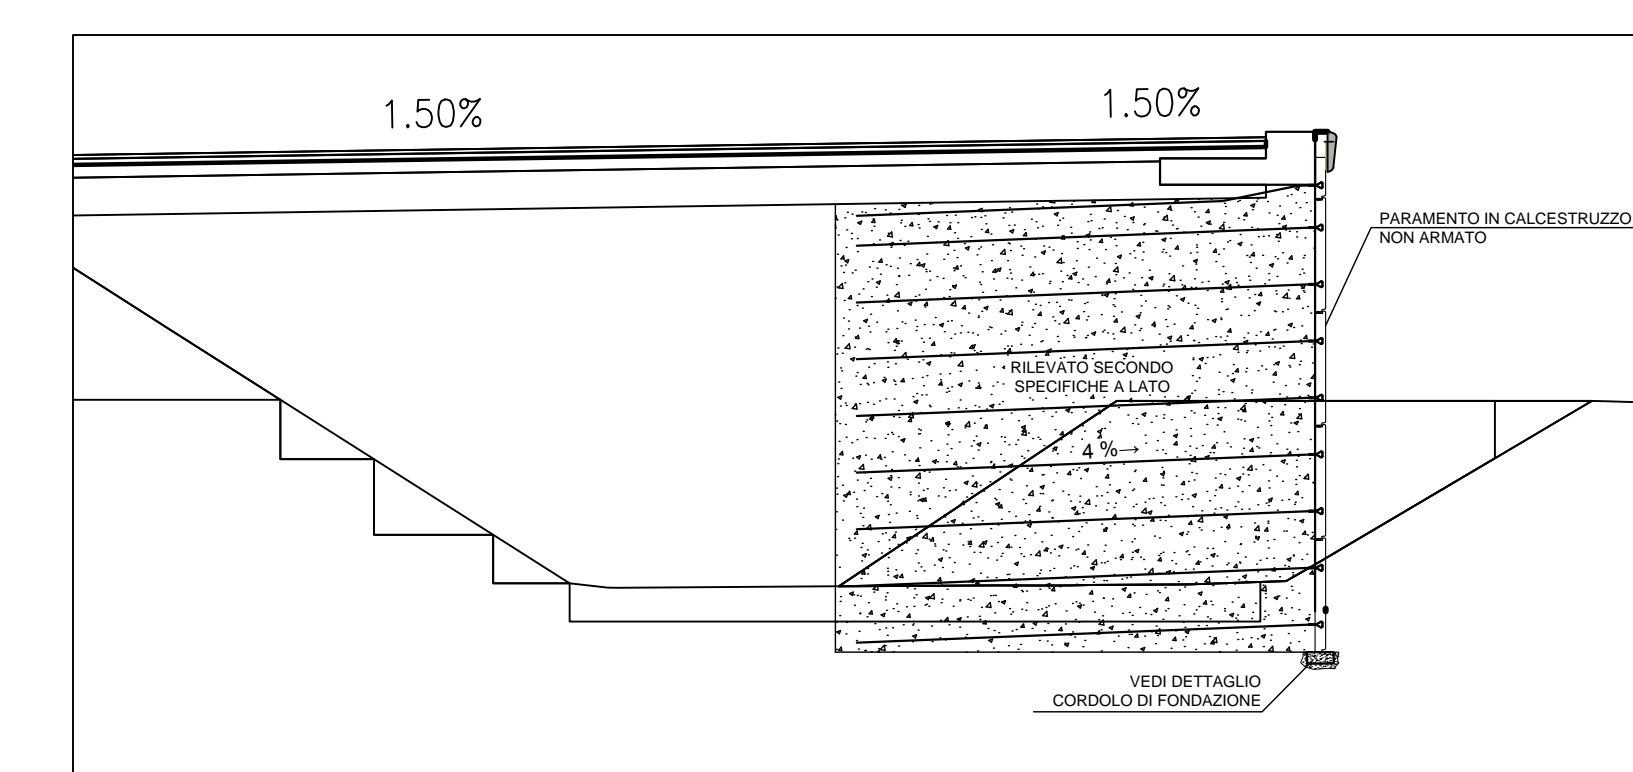 1.50%
1.50%
PARAMENTO IN CALCESTRUZZO
NON ARMATO
RILEVATO SECONDO
SPECIFICHE A LATO
4 %→
VEDI DETTAGLIO
CORDOLO DI FONDAZIONE